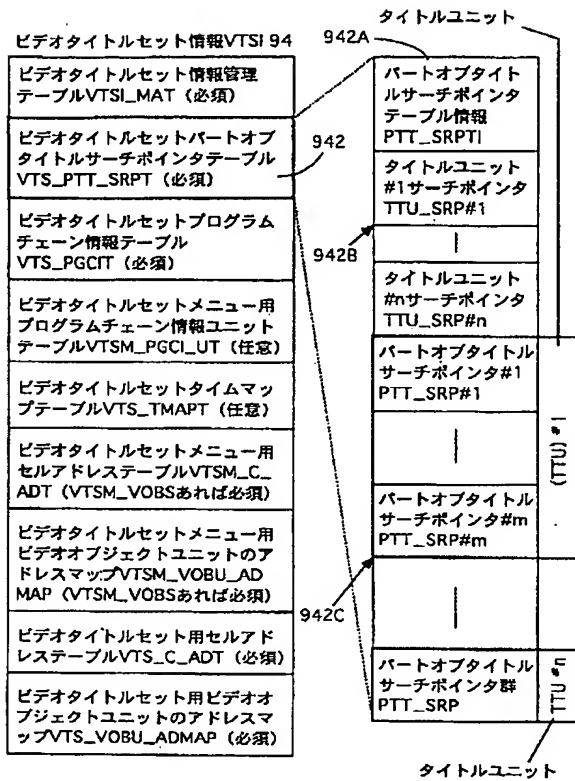 ビデオタイトルセット情報VTSI 94
ビデオタイトルセット情報管理
テーブルVTSI_MAT (必須)
ビデオタイトルセットパートオブ
タイトルサーチポインタテーブル
VTS_PTT_SRPT (必須)
ビデオタイトルセットプログラム
チェーン情報テーブル
VTS_PGCIT (必須)
ビデオタイトルセットメニュー用
プログラムチェーン情報ユニット
テーブルVTSM_PGCI_UT (任意)
ビデオタイトルセットタイムマッ
プテーブルVTS_TMAPT (任意)
ビデオタイトルセットメニュー用
セルアドレステーブルVTSM_C_
ADT (VTSM_VOBSあれば必須)
ビデオタイトルセットメニュー用
ビデオオブジェクトユニットのア
ドレスマップVTSM_VOBU_AD
MAP (VTSM_VOBSあれば必須)
ビデオタイトルセット用セルアド
レステーブルVTS_C_ADT (必須)
ビデオタイトルセット用ビデオオ
ブジェクトユニットのアドレスマ
ップVTS_VOBU_ADMAP (必須)
942
942A
942B
942C
タイトルユニット
パートオブタイト
ルサーチポインタ
テーブル情報
PTT_SRPTI
タイトルユニット
#1サーチポインタ
TTU_SRP#1
タイトルユニット
#nサーチポインタ
TTU_SRP#n
パートオブタイトル
サーチポインタ#1
PTT_SRP#1
パートオブタイトル
サーチポインタ#m
PTT_SRP#m
パートオブタイトル
サーチポインタ群
PTT_SRP
(TTU) #1
TTU #n
タイトルユニット